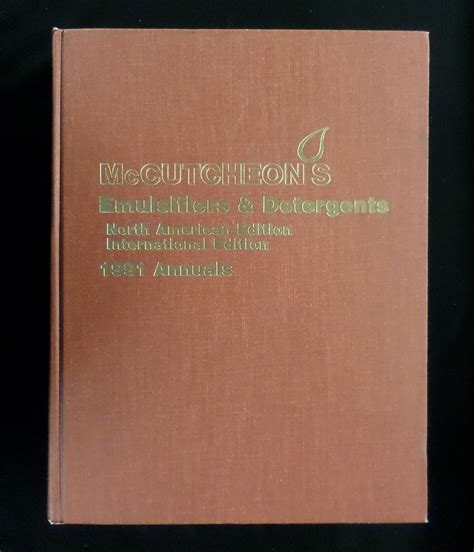 McCUTCHEON'S
Emulsifiers & Detergents
North American Edition
International Edition
1981 Annuals